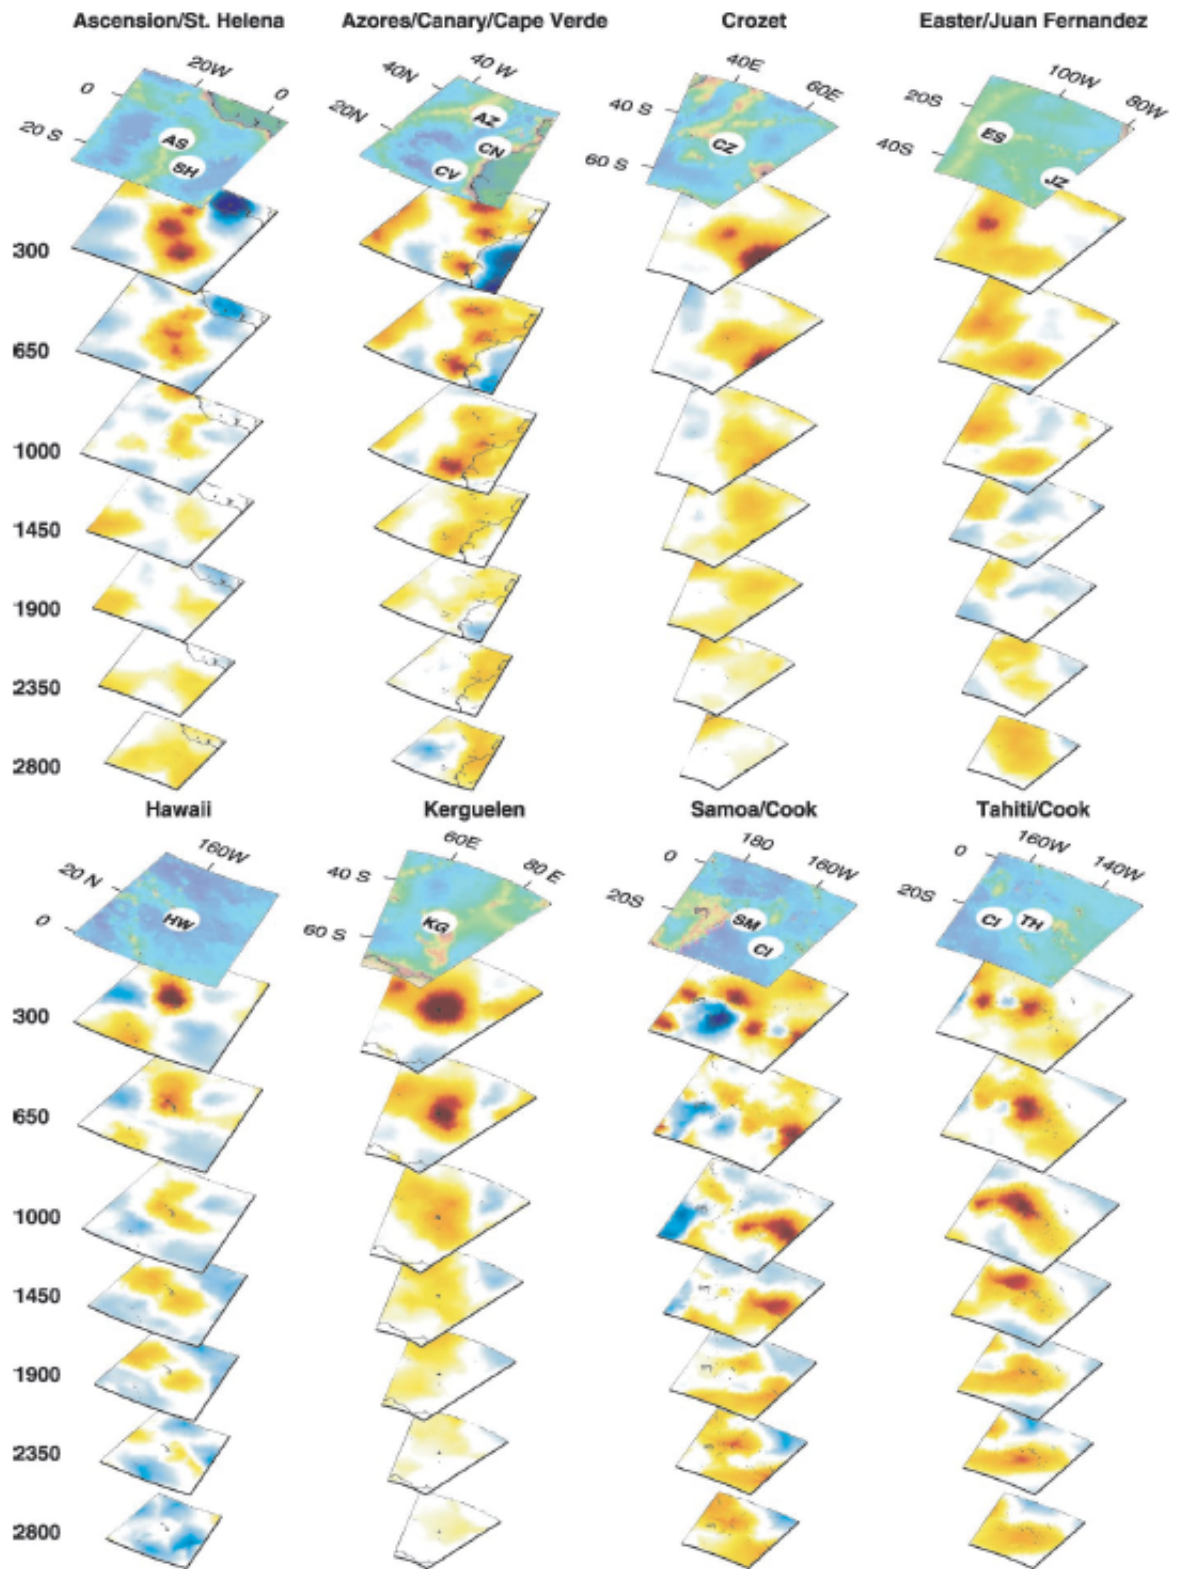 Ascension/St. Helena Azores/Canary/Cape Verde Crozet Easter/Juan Fernandez
20W 0 0 20 S AS SH
40 W 40N 20N AZ CN CV
40E 60E 40 S 60 S CZ
100W 80W 20S 40S ES JZ
300
650
1000
1450
1900
2350
2800
Hawaii Kerguelen Samoa/Cook Tahiti/Cook
160W 20 N 0 HW
60E 80 E 40 S 60 S KG
180 160W 0 20S SM CI
160W 140W 0 20S CI TH
300
650
1000
1450
1900
2350
2800